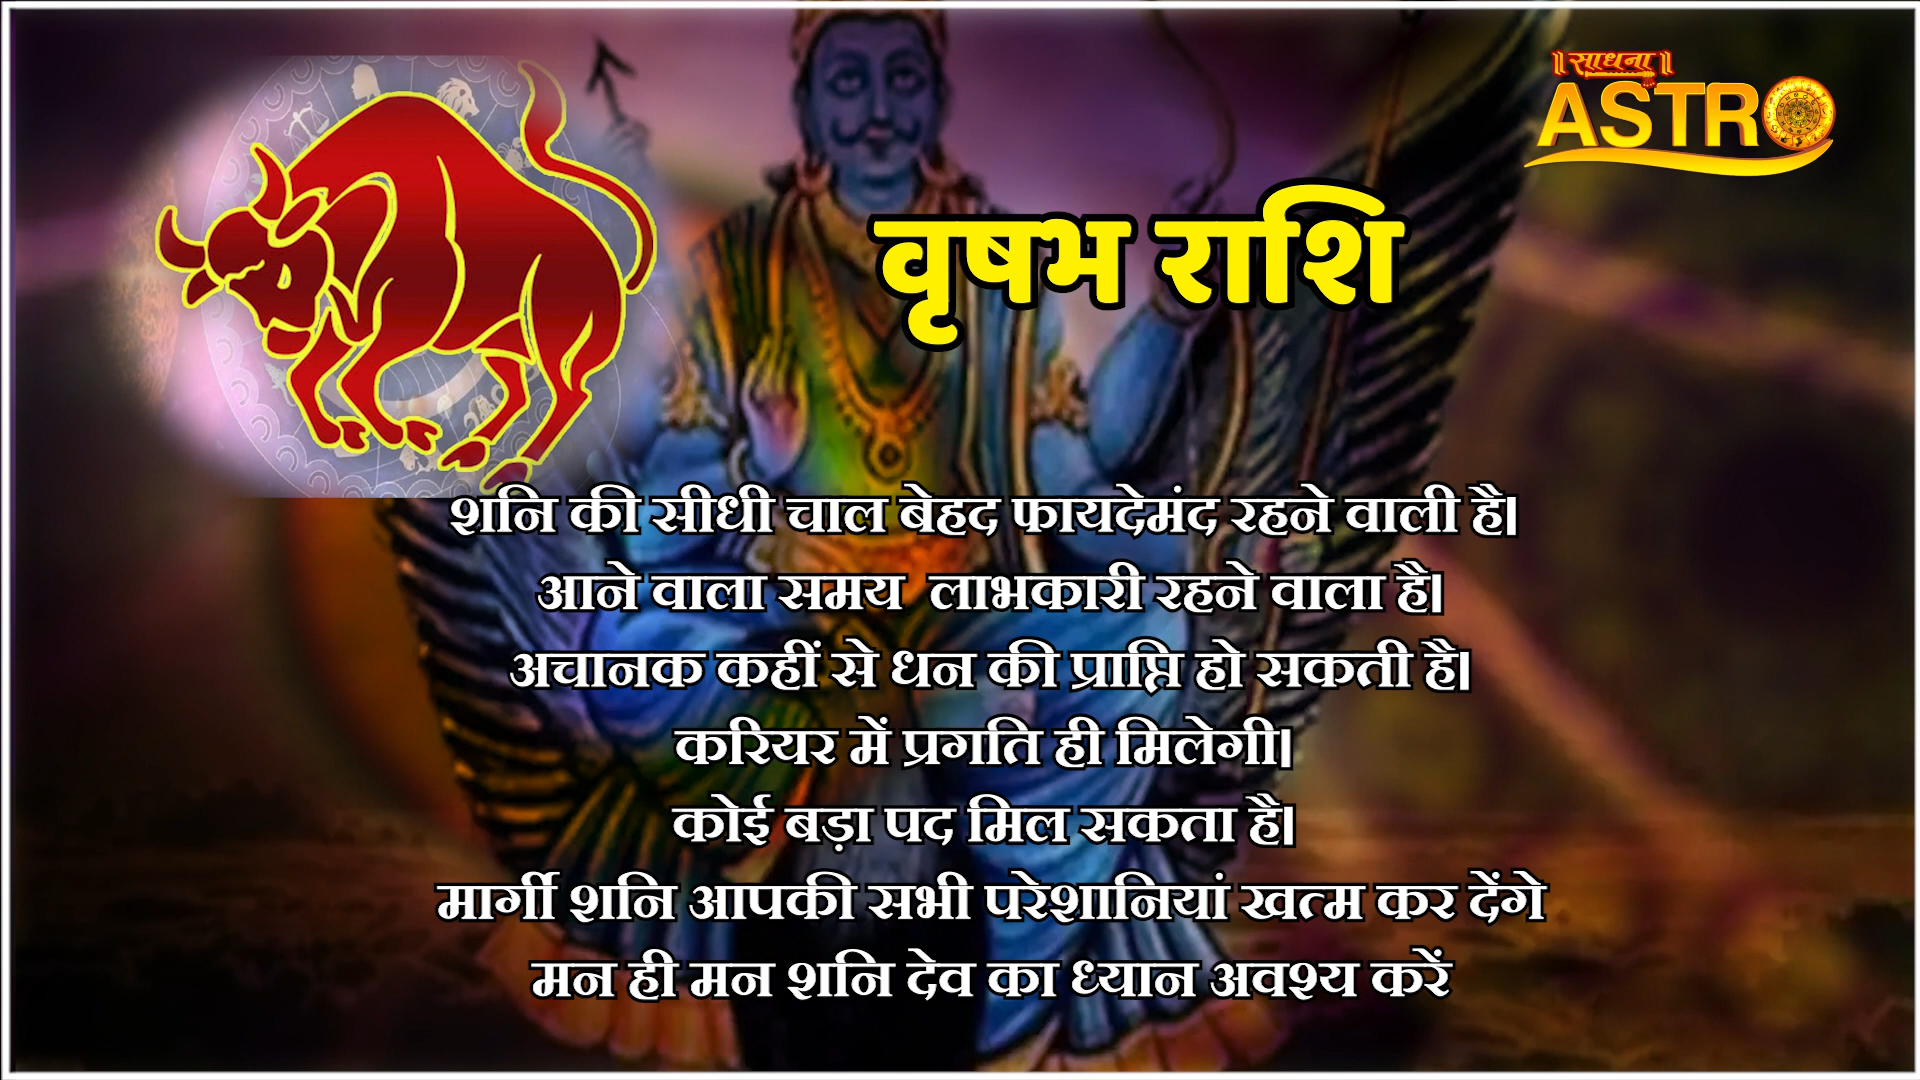 ॥साधना॥
ASTRO
वृषभ राशि
शनि की सीधी चाल बेहद फायदेमंद रहने वाली है।
आने वाला समय लाभकारी रहने वाला है।
अचानक कहीं से धन की प्राप्ति हो सकती है।
करियर में प्रगति ही मिलेगी।
कोई बड़ा पद मिल सकता है।
मार्गी शनि आपकी सभी परेशानियां खत्म कर देंगे
मन ही मन शनि देव का ध्यान अवश्य करें